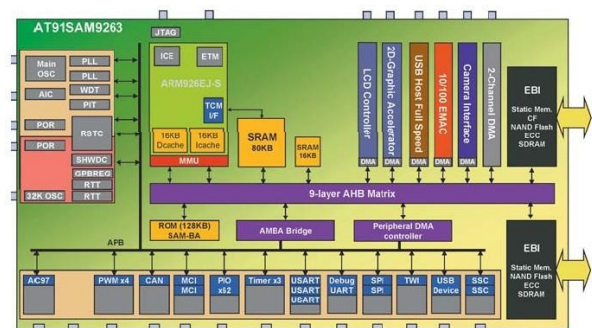 AT91SAM9263
JTAG
Main
OSC
PLL
PLL
AIC
WDT
PIT
POR
RSTC
POR
SHWDC
GPBREG
RTT
32K OSC
RTT
ICE
ETM
ARM926EJ-S
TCM
I/F
16KB
Dcache
16KB
Icache
MMU
SRAM
80KB
SRAM
16KB
LCD Controller
DMA
2D-Graphic Accelerator
DMA
USB Host Full Speed
DMA
10/100 EMAC
DMA
Camera Interface
DMA
2-Channel DMA
EBI
Static Mem.
CF
NAND Flash
ECC
SDRAM
9-layer AHB Matrix
ROM (128KB)
SAM-BA
AMBA Bridge
Peripheral DMA
controller
EBI
Static Mem.
NAND Flash
ECC
SDRAM
APB
AC97
PWM x4
CAN
MCI
MCI
PIO
x52
Timer x3
USART
USART
USART
Debug
UART
SPI
SPI
TWI
USB
Device
SSC
SSC